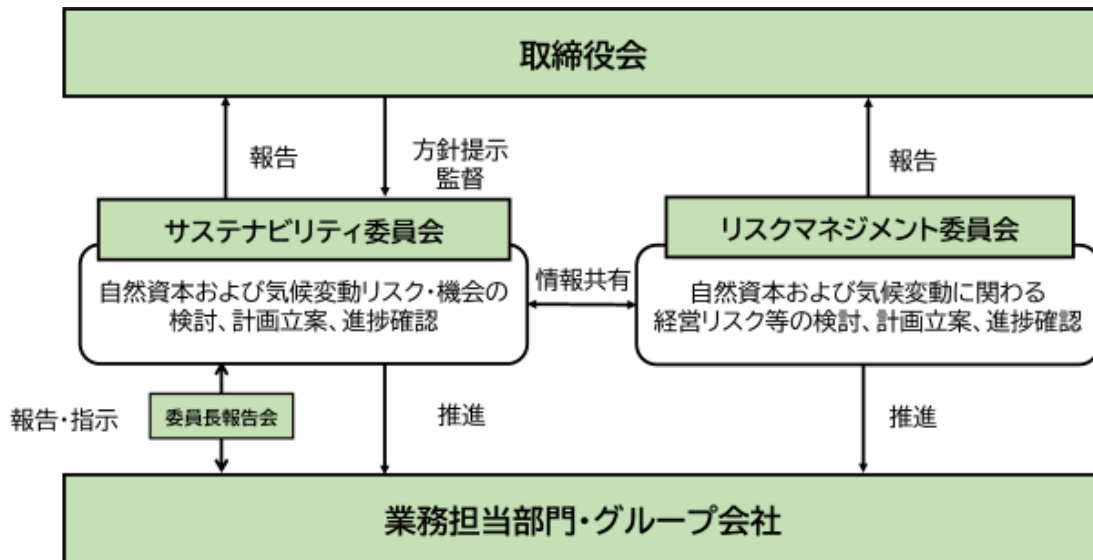 取締役会
報告
方針提示
監督
報告
サステナビリティ委員会
リスクマネジメント委員会
自然資本および気候変動リスク・機会の
検討、計画立案、進捗確認
情報共有
自然資本および気候変動に関わる
経営リスク等の検討、計画立案、進捗確認
報告・指示
委員長報告会
推進
推進
業務担当部門・グループ会社